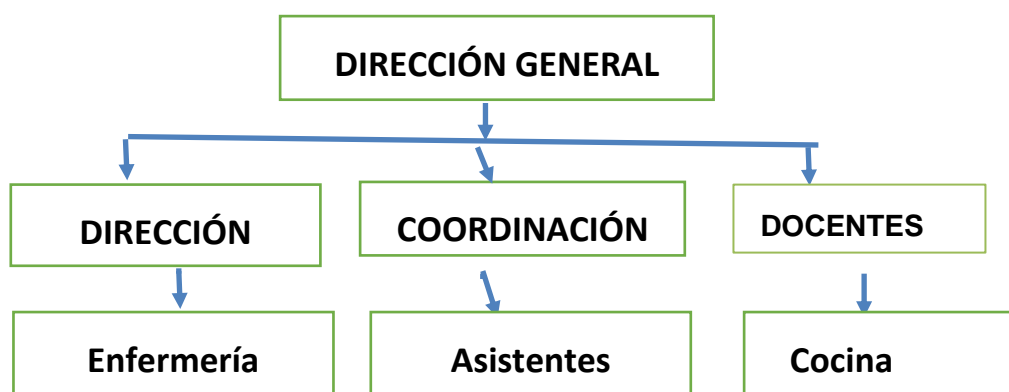 DIRECCIÓN GENERAL
DIRECCIÓN
COORDINACIÓN
DOCENTES
Enfermería
Asistentes
Cocina